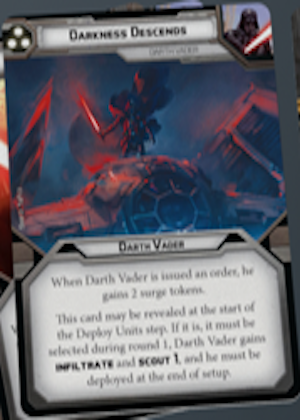 Darkness Descends
Darth Vader
Darth Vader
When Darth Vader is issued an order, he
gains 2 surge tokens.
This card may be revealed at the start of
the Deploy Units step. If it is, it must be
selected during round 1, Darth Vader gains
INFILTRATE and SCOUT 1, and he must be
deployed at the end of setup.